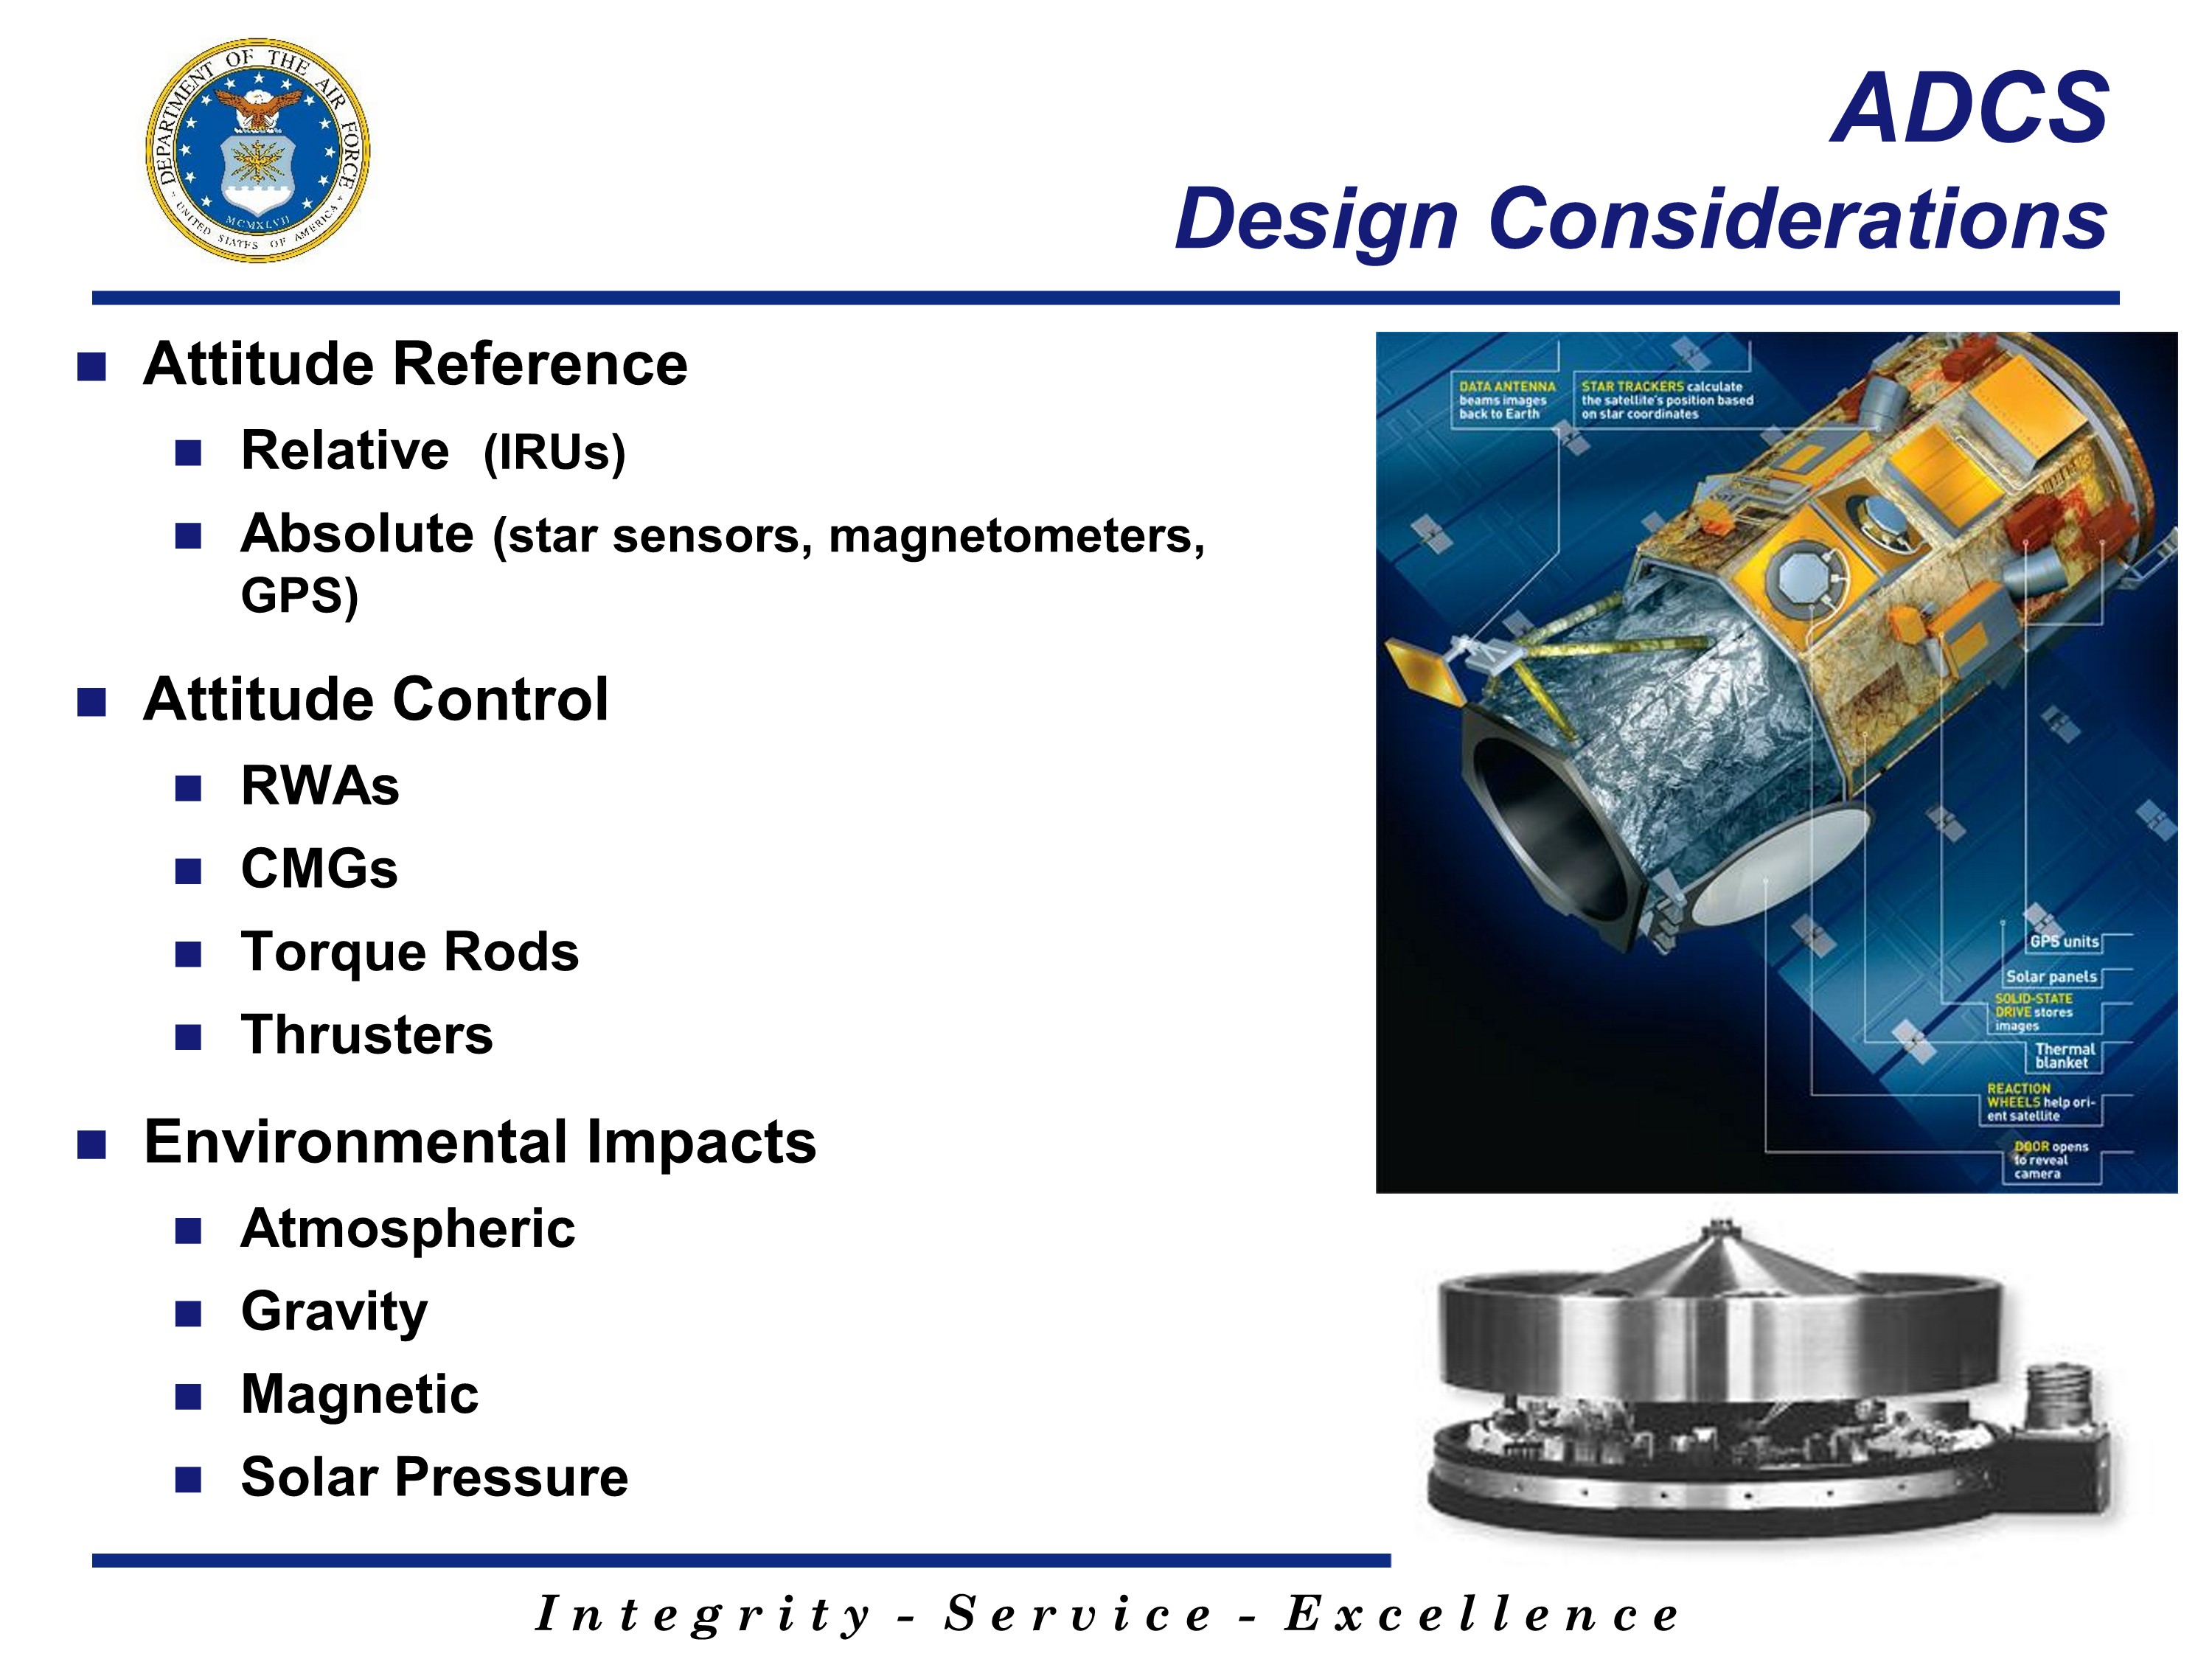 DEPARTMENT OF THE AIR FORCE
UNITED STATES OF AMERICA
MCMXLVII
ADCS
Design Considerations
Attitude Reference
Relative (IRUs)
Absolute (star sensors, magnetometers,
GPS)
Attitude Control
RWAs
CMGs
Torque Rods
Thrusters
Environmental Impacts
Atmospheric
Gravity
Magnetic
Solar Pressure
DATA ANTENNA
beams images
back to Earth
STAR TRACKERS calculate
the satellite's position based
on star coordinates
GPS units
Solar panels
SOLID-STATE
DRIVE stores
images
Thermal
blanket
REACTION
WHEELS help ori-
ent satellite
DOOR opens
to reveal
camera
Integrity - Service - Excellence